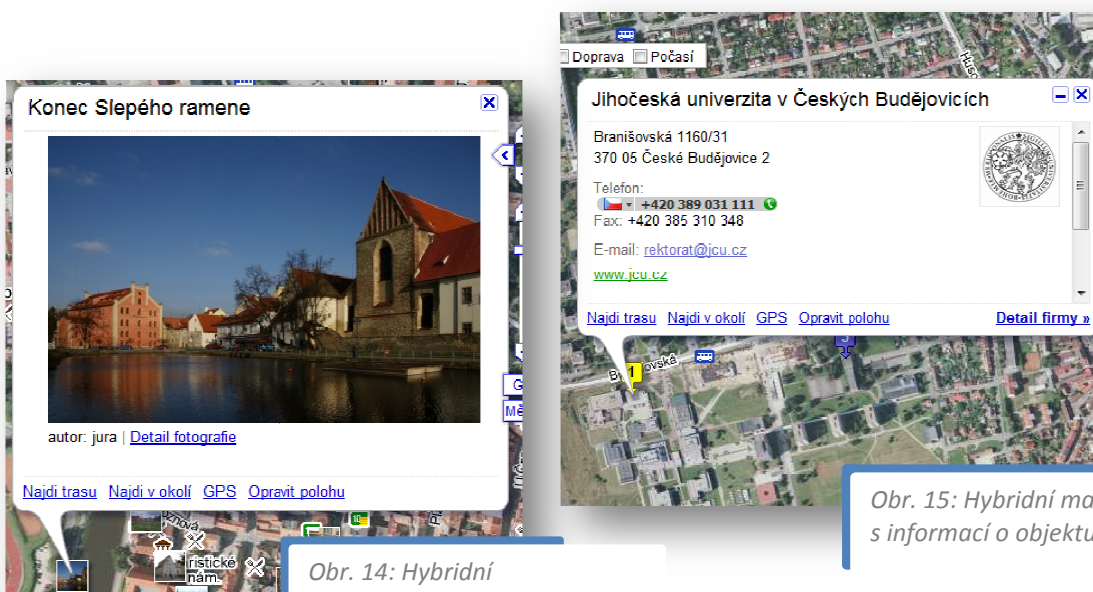 Konec Slepého ramene
autor: jura | Detail fotografie
Najdi trasu Najdi v okolí GPS Opravit polohu
nám.
Obr. 14: Hybridní
Doprava Počasí
Jihočeská univerzita v Českých Budějovicích
Branišovská 1160/31
370 05 České Budějovice 2
Telefon:
+420 389 031 111
Fax: +420 385 310 348
E-mail: rektorat@jcu.cz
www.jcu.cz
Najdi trasu Najdi v okolí GPS Opravit polohu Detail firmy »
1
Obr. 15: Hybridní ma
s informací o objektu